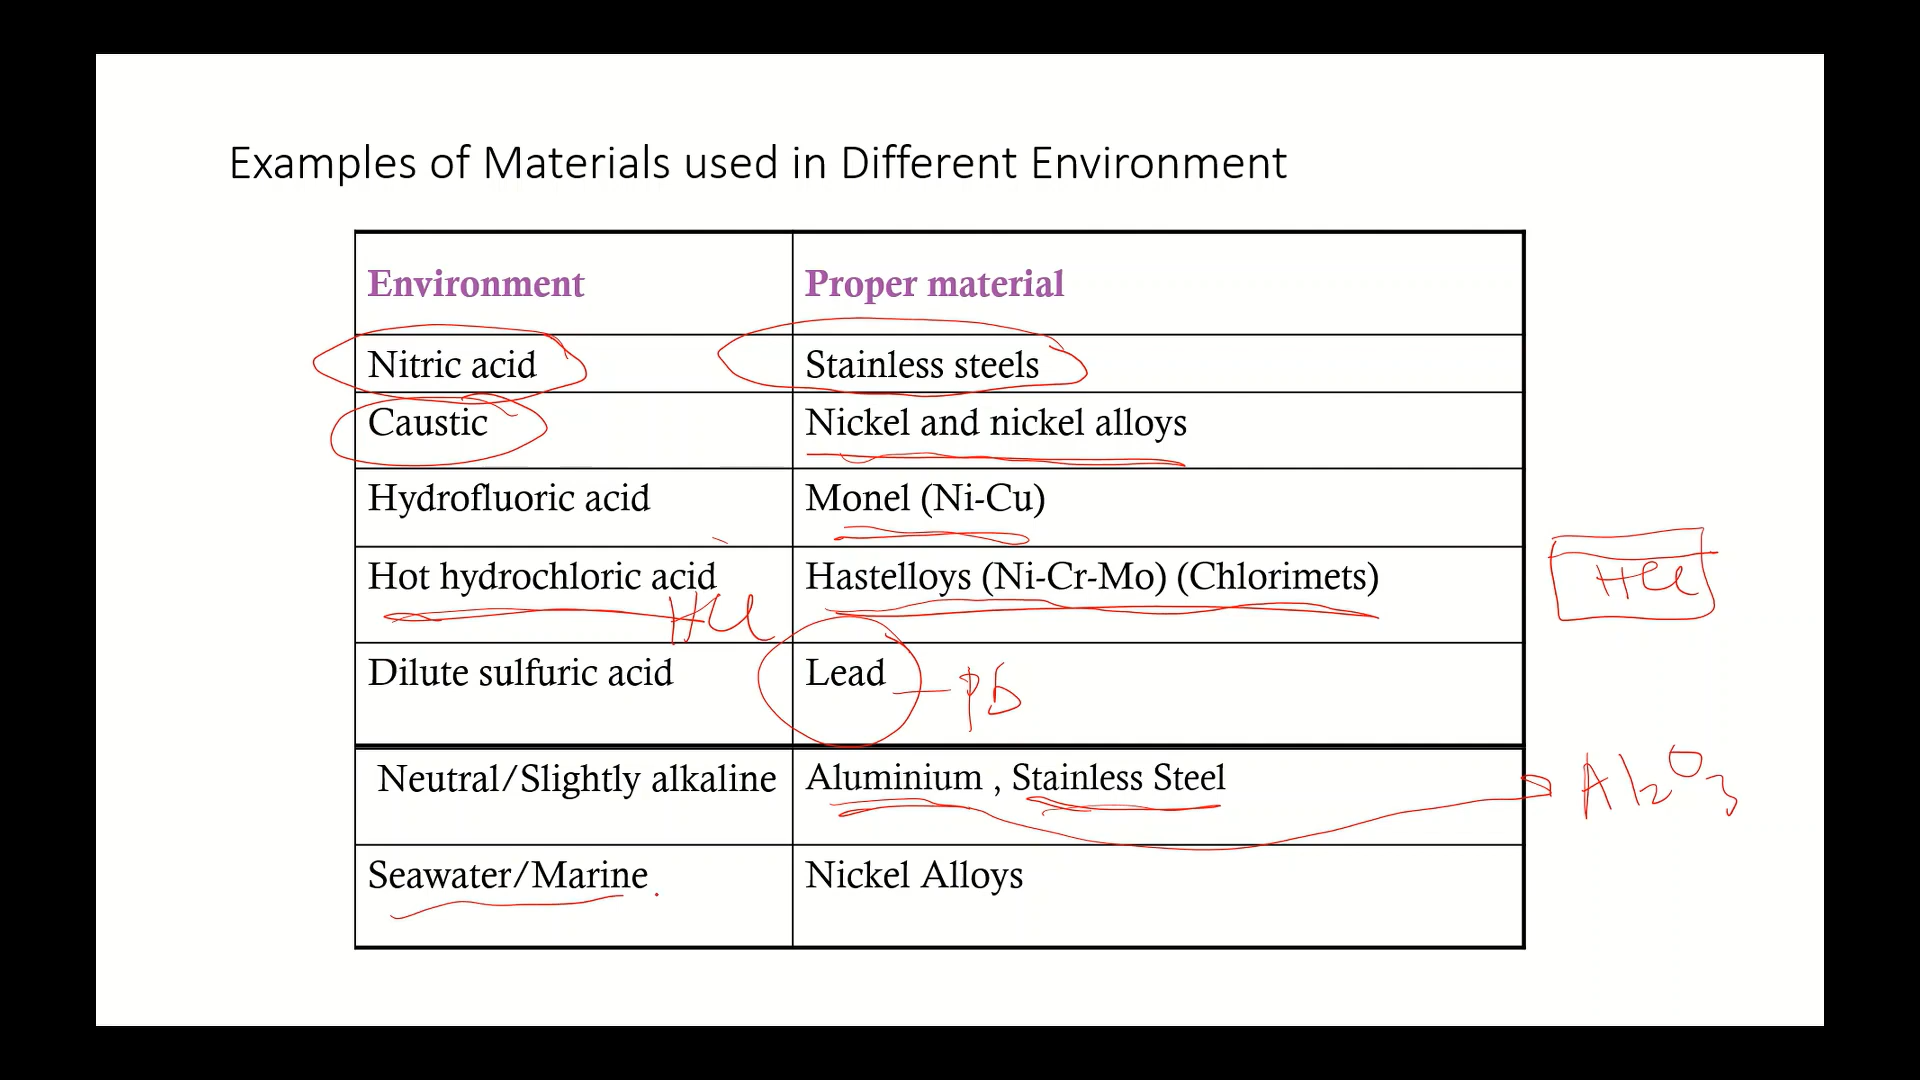 Examples of Materials used in Different Environment
Environment Proper material
Nitric acid Stainless steels
Caustic Nickel and nickel alloys
Hydrofluoric acid Monel (Ni-Cu)
Hot hydrochloric acid Hastelloys (Ni-Cr-Mo) (Chlorimets) HCl
HCl
Dilute sulfuric acid Lead Pb
Neutral/Slightly alkaline Aluminium , Stainless Steel Al2O3
Seawater/Marine Nickel Alloys